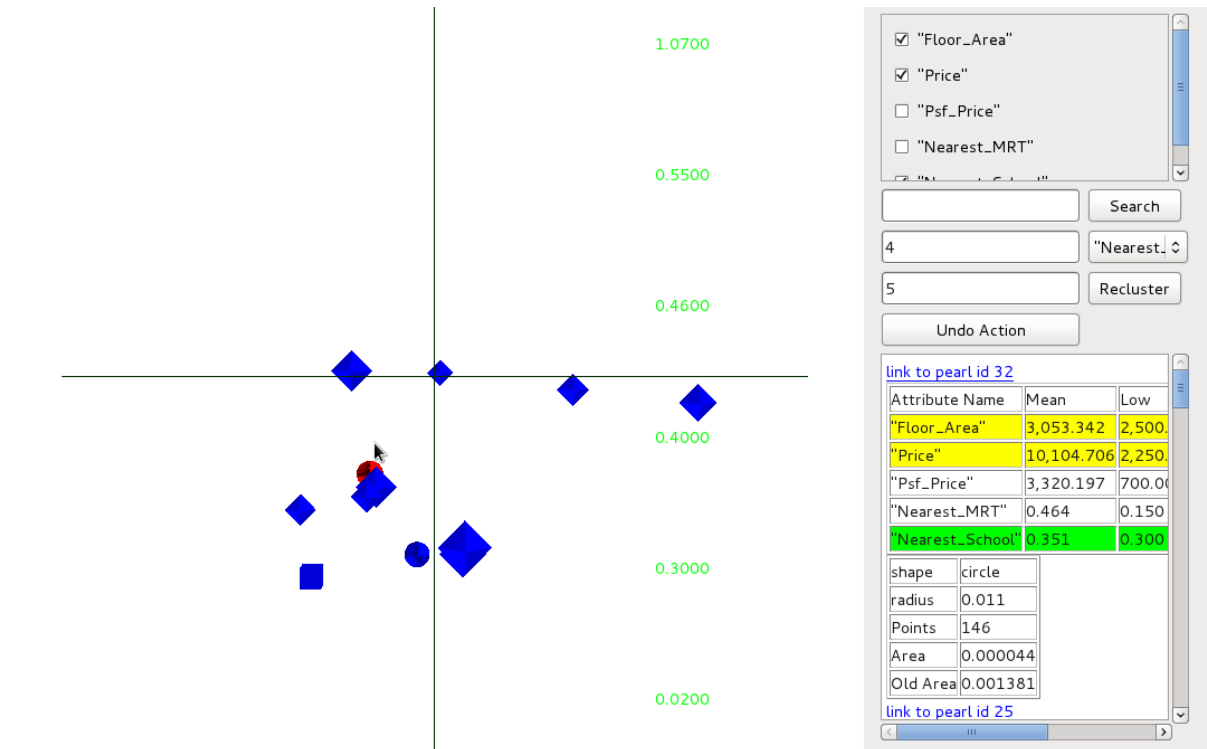 1.0700
0.5500
0.4600
0.4000
0.3000
0.0200
"Floor_Area"
"Price"
"Psf_Price"
"Nearest_MRT"
Search
4 "Nearest_
5 Recluster
Undo Action
link to pearl id 32
Attribute Name Mean Low
"Floor_Area" 3,053.342 2,500.
"Price" 10,104.706 2,250.
"Psf_Price" 3,320.197 700.00
"Nearest_MRT" 0.464 0.150
"Nearest_School" 0.351 0.300
shape circle
radius 0.011
Points 146
Area 0.000044
Old Area 0.001381
link to pearl id 25